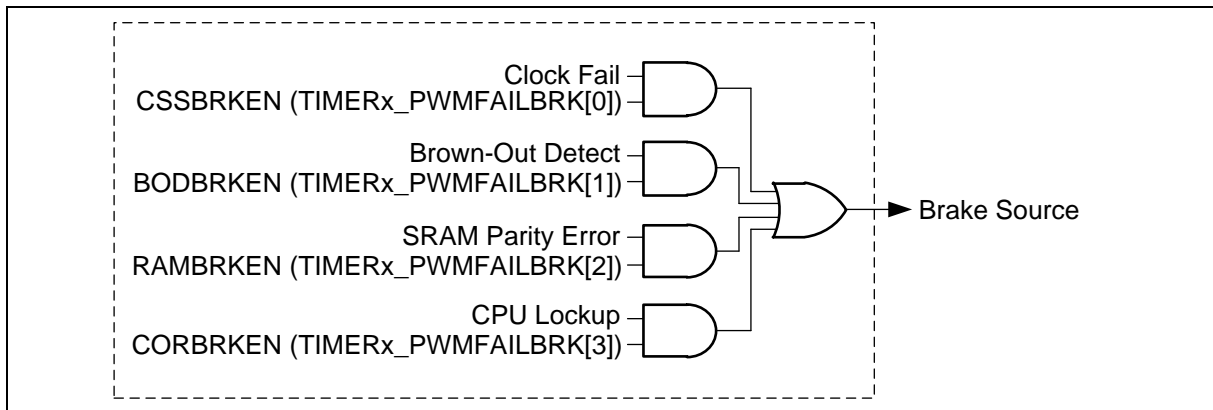 Clock Fail
CSSBRKEN (TIMERx_PWMFAILBRK[0])
Brown-Out Detect
BODBRKEN (TIMERx_PWMFAILBRK[1])
SRAM Parity Error
RAMBRKEN (TIMERx_PWMFAILBRK[2])
CPU Lockup
CORBRKEN (TIMERx_PWMFAILBRK[3])
Brake Source